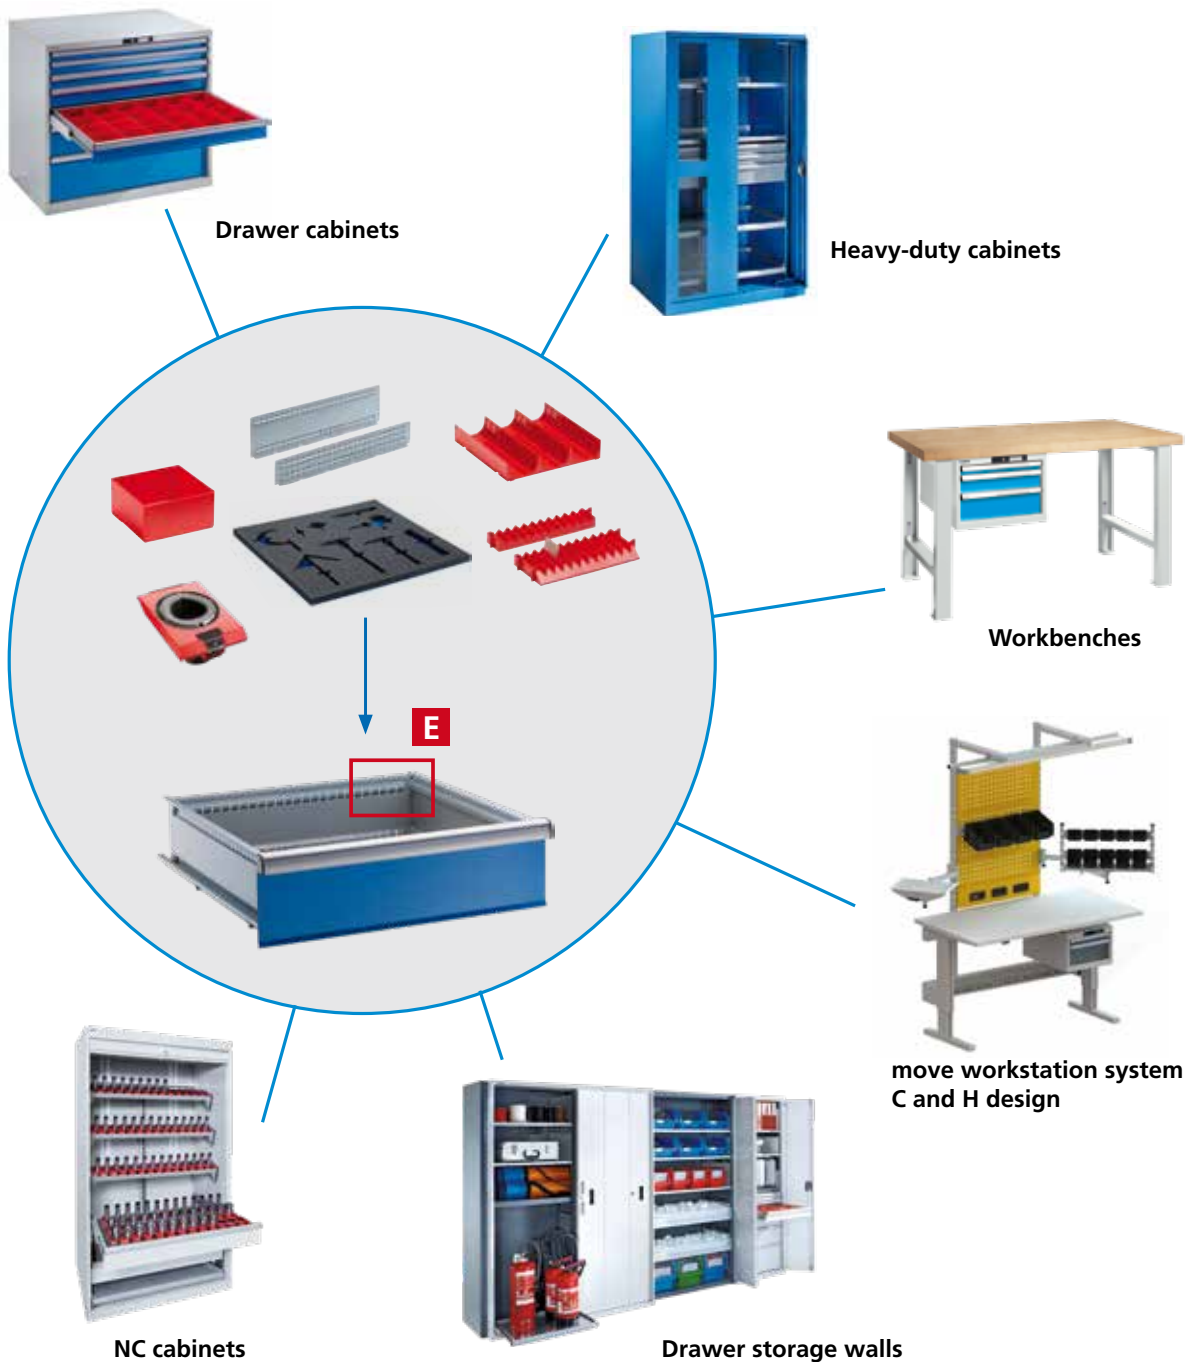 Drawer cabinets
Heavy-duty cabinets
Workbenches
E
move workstation system
C and H design
NC cabinets
Drawer storage walls